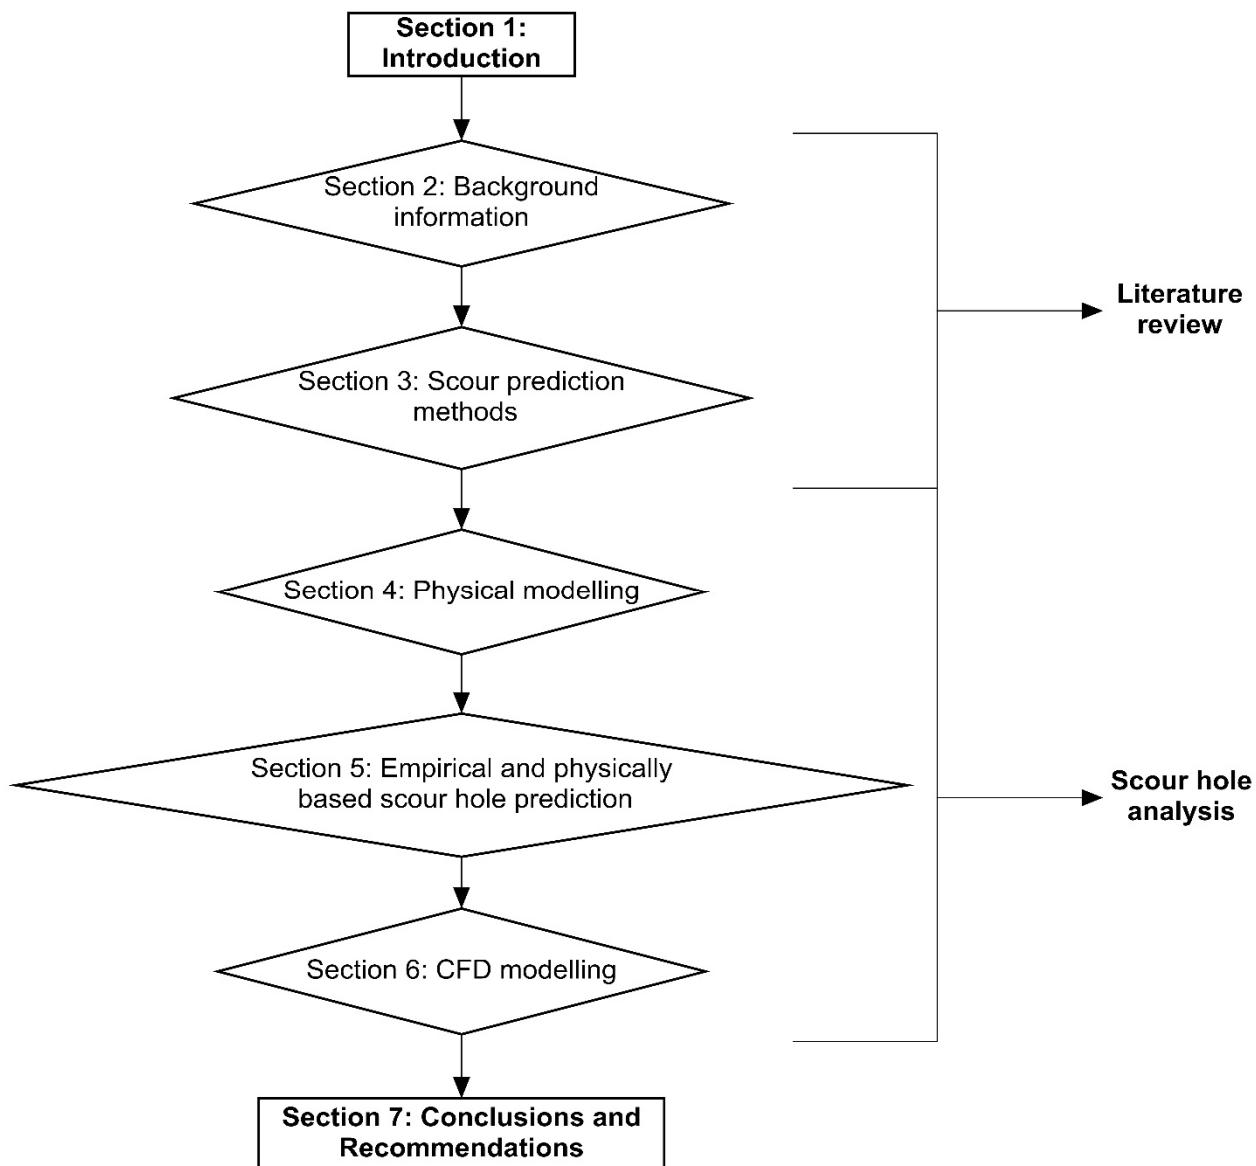 Section 1:
Introduction
Section 2: Background
information
Literature
review
Section 3: Scour prediction
methods
Section 4: Physical modelling
Section 5: Empirical and physically
based scour hole prediction
Scour hole
analysis
Section 6: CFD modelling
Section 7: Conclusions and
Recommendations